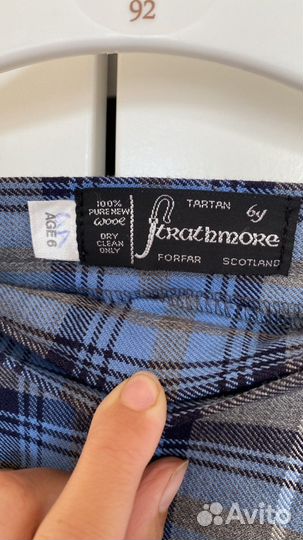 92
AGE 6
100%
PURE NEW
Wool
DRY
CLEAN
ONLY
TARTAN by
Strathmore
FORFAR SCOTLAND
Avito